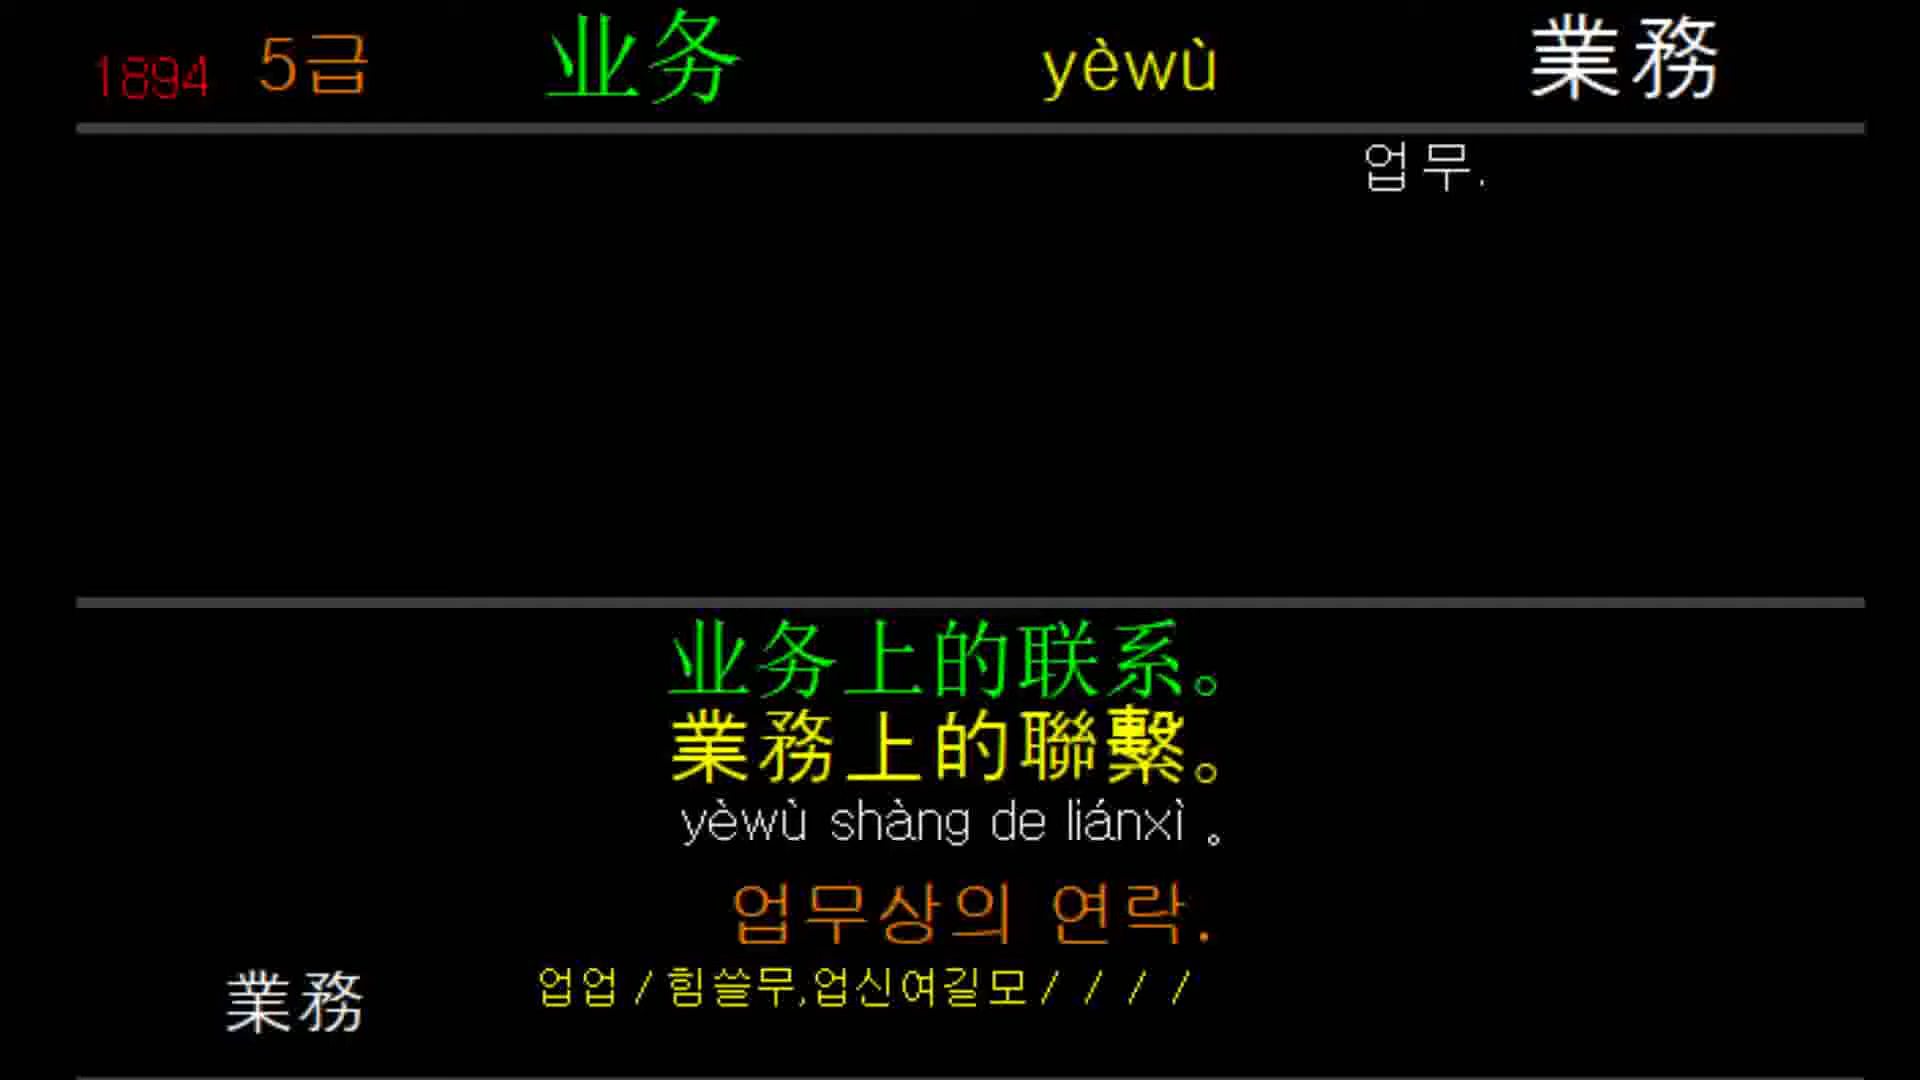 1894 5급 业务 yèwù 業務
업무.
业务上的联系。
業務上的聯繫。
yèwù shàng de liánxì 。
업무상의 연락.
業務 업업/힘쓸무,업신여길모////